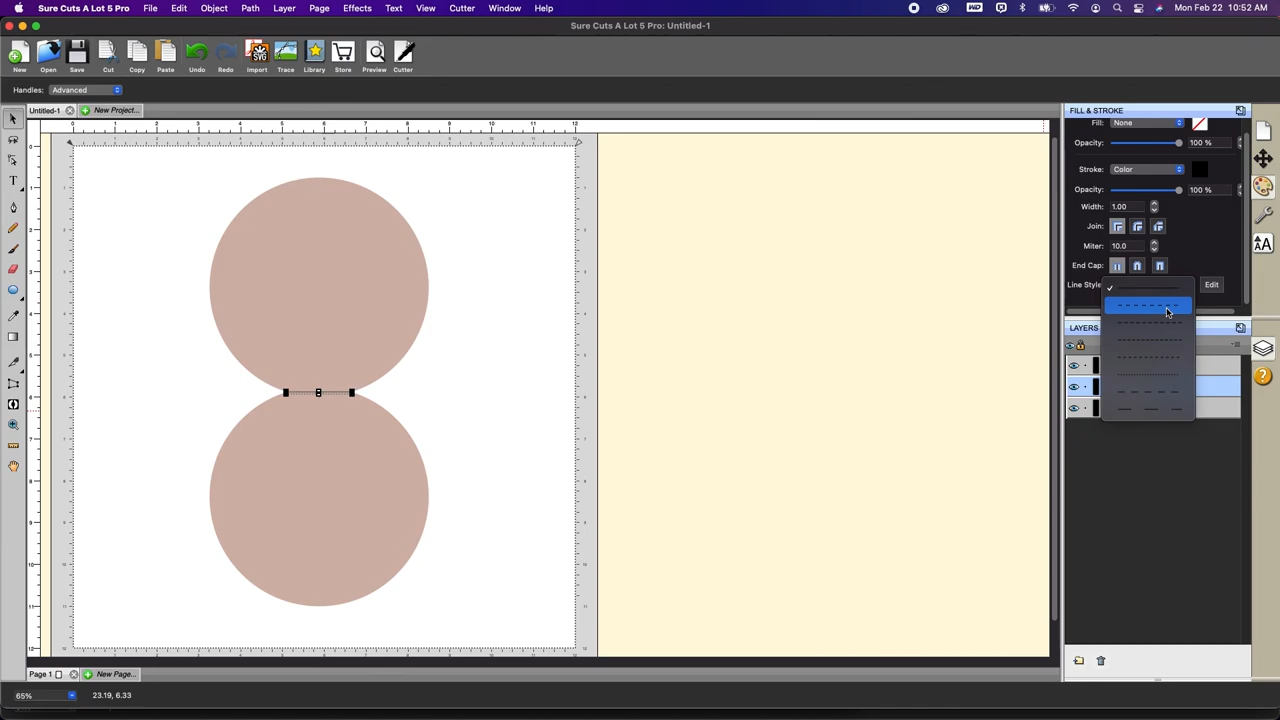 Sure Cuts A Lot 5 Pro File Edit Object Path Layer Page Effects Text View Cutter Window Help Mon Feb 22 10:52 AM
Sure Cuts A Lot 5 Pro: Untitled-1
New Open Save Cut Copy Paste Undo Redo Import Trace Library Store Preview Cutter
Handles: Advanced
Untitled-1 New Project...
FILL & STROKE
Fill: None
Opacity: 100 %
Stroke: Color
Opacity: 100 %
Width: 1.00
Join:
Miter: 10.0
End Cap:
Line Style Edit
LAYERS
Page 1 New Page...
65% 23.19, 6.33